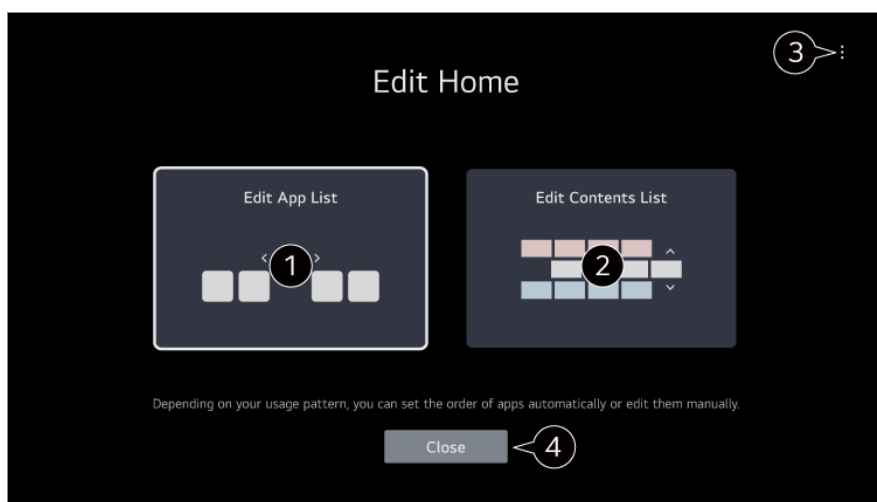 3
Edit Home
Edit App List
Edit Contents List
1
2
Depending on your usage pattern, you can set the order of apps automatically or edit them manually.
Close
4